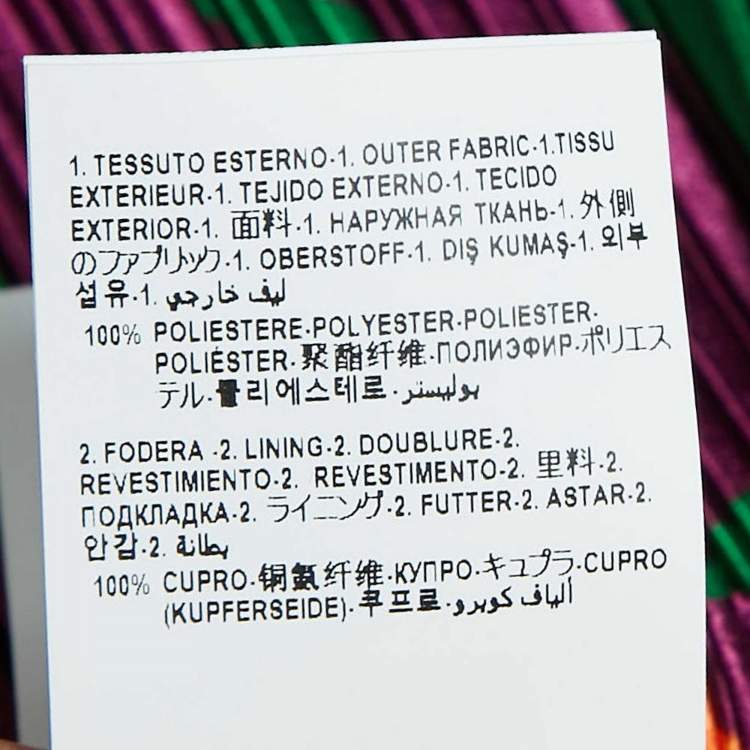 1. TESSUTO ESTERNO-1. OUTER FABRIC-1.TISSU
EXTERIEUR-1. TEJIDO EXTERNO-1. TECIDO
EXTERIOR-1. 面料-1. НАРУЖНАЯ ТКАНЬ-1. 外側
のファブリック-1. OBERSTOFF-1. DIŞ KUMAŞ-1. 외부
섬유-1. ليف خارجي
100% POLIESTERE-POLYESTER-POLIESTER-
POLIÉSTER-聚酯纤维-ПОЛИЭФИР-ポリエス
テル-폴리에스테르-بوليستر
2. FODERA -2. LINING-2. DOUBLURE-2.
REVESTIMIENTO-2. REVESTIMENTO-2. 里料-2.
ПОДКЛАДКА-2. ライニング-2. FUTTER-2. ASTAR-2.
안감-2. بطانة
100% CUPRO-铜氨纤维-КУПРО-キュプラ-CUPRO
(KUPFERSEIDE)-쿠프로-ألياف كوبرو